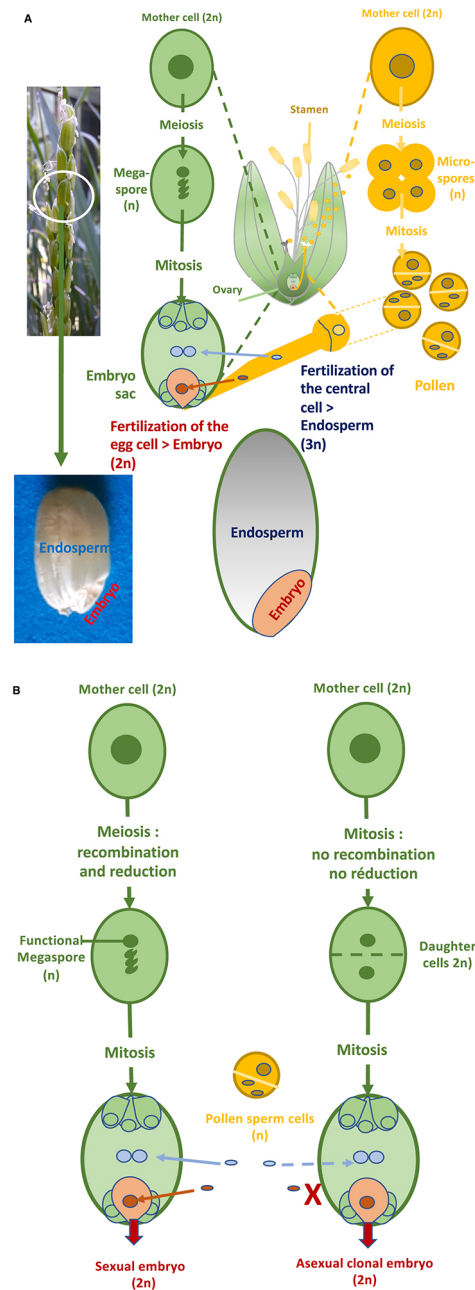 A
Mother cell (2n)
Mother cell (2n)
Stamen
Meiosis
Meiosis
Mega-
spore
(n)
Micro-
spores
(n)
Mitosis
Mitosis
Ovary
Embryo
sac
Pollen
Fertilization of the
egg cell > Embryo
(2n)
Fertilization of
the central
cell >
Endosperm
(3n)
Endosperm
Embryo
Endosperm
Embryo
B
Mother cell (2n)
Mother cell (2n)
Meiosis :
recombination
and reduction
Mitosis :
no recombination
no réduction
Functional
Megaspore
(n)
Daughter
cells 2n)
Mitosis
Mitosis
Pollen sperm cells
(n)
X
Sexual embryo
(2n)
Asexual clonal embryo
(2n)